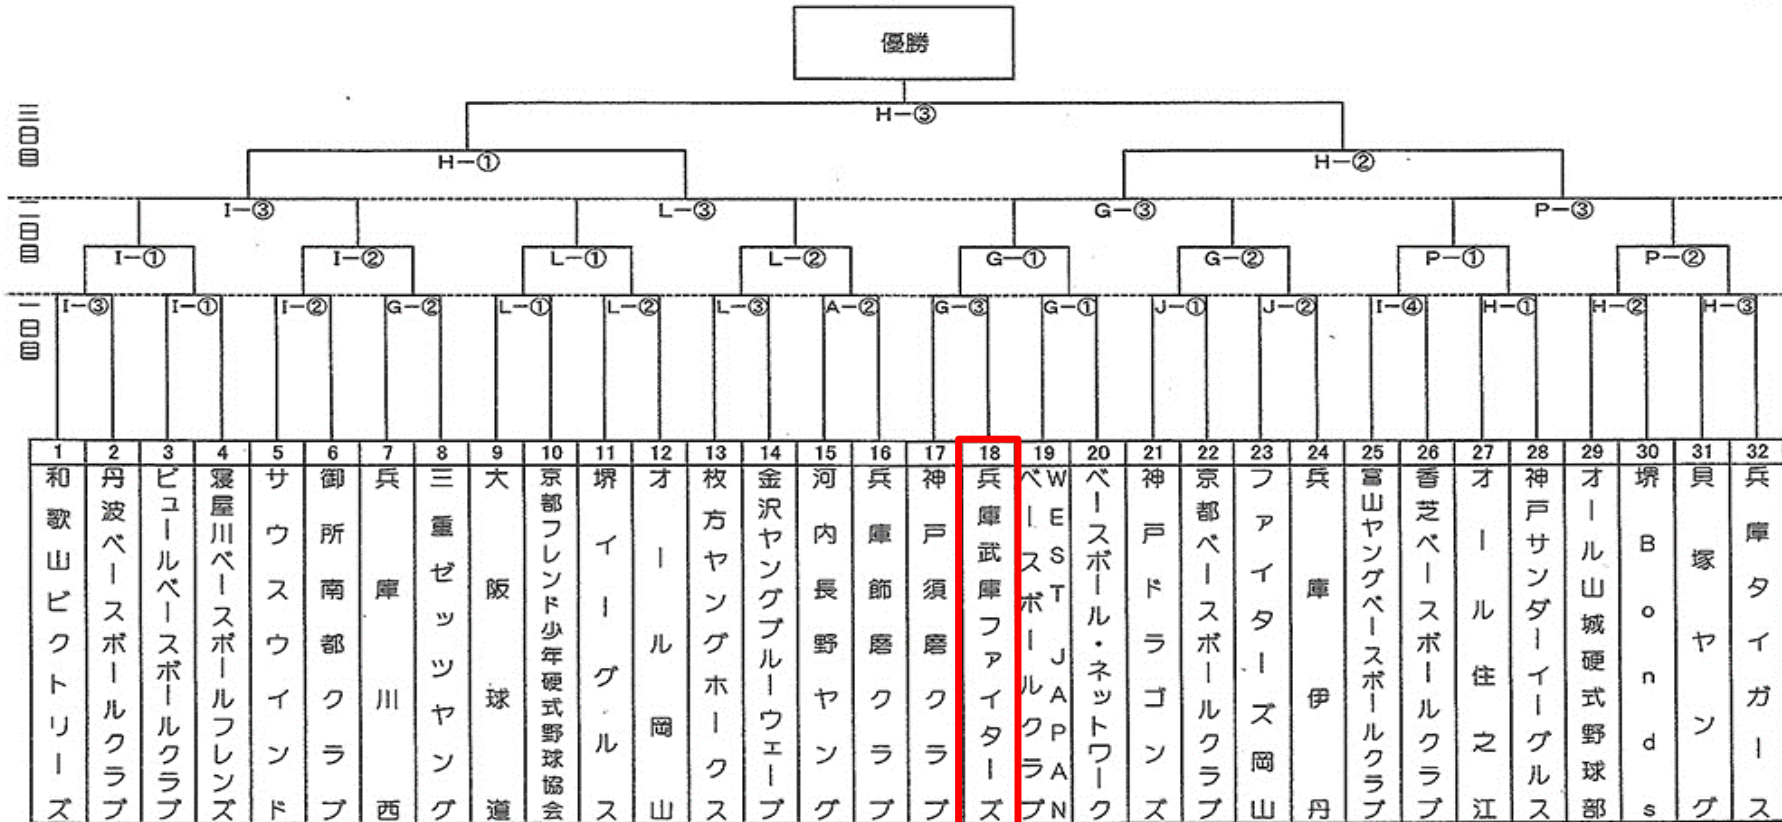 優勝
三日目
H-③
H-① H-②
二日目
I-③ L-③ G-③ P-③
I-① I-② L-① L-② G-① G-② P-① P-②
一日目
I-③ I-① I-② G-② L-① L-② L-③ A-② G-③ G-① J-① J-② I-④ H-① H-② H-③
1 2 3 4 5 6 7 8 9 10 11 12 13 14 15 16 17 18 19 20 21 22 23 24 25 26 27 28 29 30 31 32
和歌山ビクトリーズ
丹波ベースボールクラブ
ビュールベースボールクラブ
寝屋川ベースボールフレンズ
サウスウインド
御所南都クラブ
兵庫川西
三重ゼッツヤング
大阪球道
京都フレンド少年硬式野球協会
堺イーグルス
オール岡山
枚方ヤングホークス
金沢ヤングブルーウェーブ
河内長野ヤング
兵庫飾磨クラブ
神戸須磨クラブ
兵庫武庫ファイターズ
WEST JAPAN
ベースボールクラブ
ベースボール・ネットワーク
神戸ドラゴンズ
京都ベースボールクラブ
ファイターズ岡山
兵庫伊丹
富山ヤングベースボールクラブ
香芝ベースボールクラブ
オール住之江
神戸サンダーイーグルス
オール山城硬式野球部
堺Bonds
貝塚ヤング
兵庫タイガース